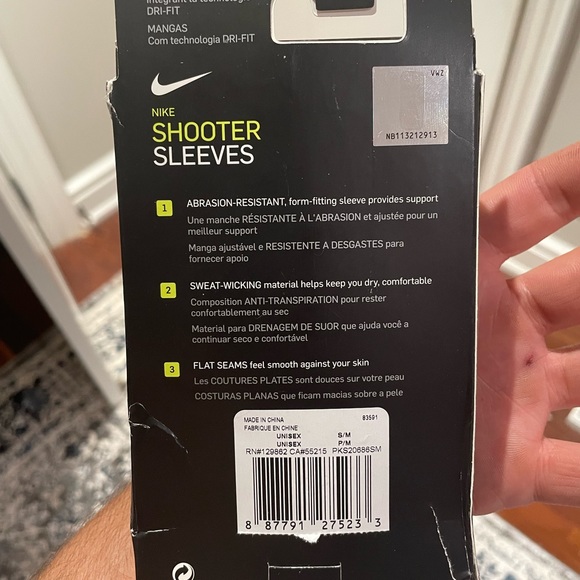 intégrant la technologie
DRI-FIT
MANGAS
Com technologia DRI-FIT
VWZ
NB113212913
NIKE
SHOOTER
SLEEVES
1
ABRASION-RESISTANT, form-fitting sleeve provides support
Une manche RÉSISTANTE À L'ABRASION et ajustée pour un
meilleur support
Manga ajustável e RESISTENTE A DESGASTES para
fornecer apoio
2
SWEAT-WICKING material helps keep you dry, comfortable
Composition ANTI-TRANSPIRATION pour rester
confortablement au sec
Material para DRENAGEM DE SUOR que ajuda você a
continuar seco e confortável
3
FLAT SEAMS feel smooth against your skin
Les COUTURES PLATES sont douces sur votre peau
COSTURAS PLANAS que ficam macias sobre a pele
MADE IN CHINA 83591
FABRIQUE EN CHINE
UNISEX S/M
UNISEX P/M
RN#129862 CA#55215 PKS20686SM
8 87791 27523 3